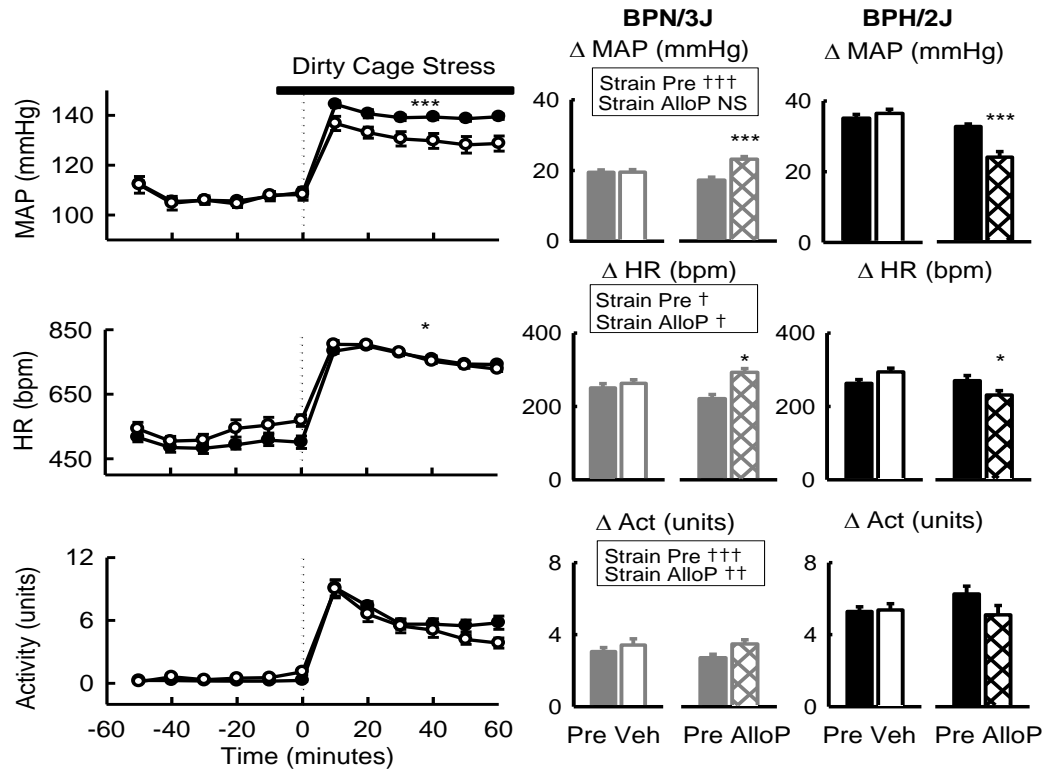 BPN/3J
BPH/2J
Δ MAP (mmHg)
Δ MAP (mmHg)
Dirty Cage Stress
Strain Pre †††
Strain AlloP NS
MAP (mmHg)
140
120
100
***
40
20
0
***
40
20
0
***
Δ HR (bpm)
Δ HR (bpm)
Strain Pre †
Strain AlloP †
HR (bpm)
850
650
450
*
400
200
0
*
400
200
0
*
Δ Act (units)
Δ Act (units)
Strain Pre †††
Strain AlloP ††
Activity (units)
12
6
0
8
4
0
8
4
0
-60 -40 -20 0 20 40 60
Time (minutes)
Pre Veh Pre AlloP
Pre Veh Pre AlloP